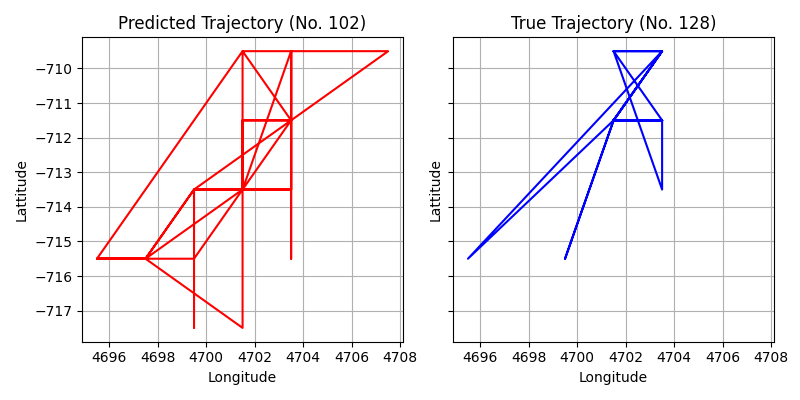 Predicted Trajectory (No. 102)
Lattitude
−710
−711
−712
−713
−714
−715
−716
−717
4696 4698 4700 4702 4704 4706 4708
Longitude
True Trajectory (No. 128)
Lattitude
4696 4698 4700 4702 4704 4706 4708
Longitude